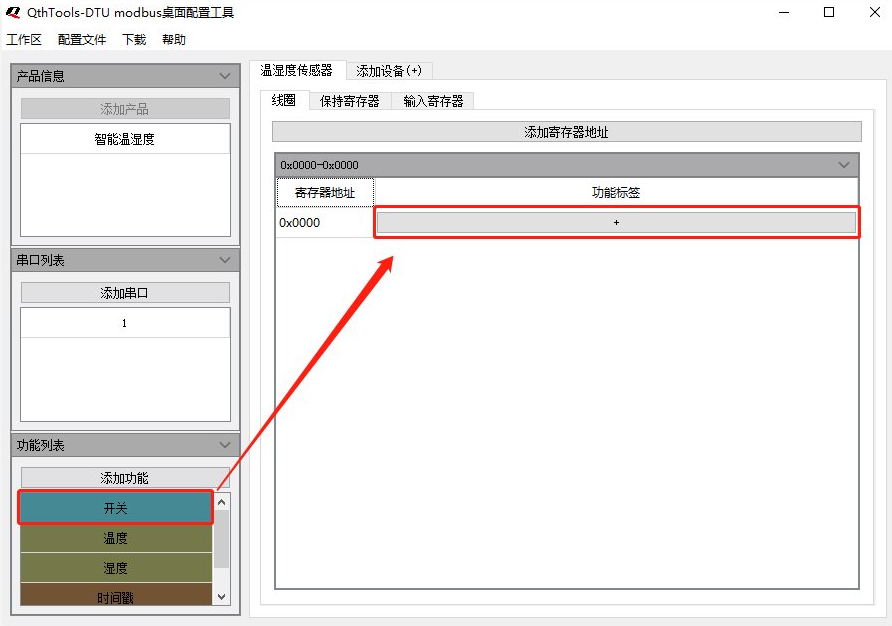 QthTools-DTU modbus桌面配置工具
工作区 配置文件 下载 帮助
产品信息
添加产品
智能温湿度
串口列表
添加串口
1
功能列表
添加功能
开关
温度
湿度
时间戳
温湿度传感器 添加设备(+)
线圈 保持寄存器 输入寄存器
添加寄存器地址
0x0000-0x0000
寄存器地址 功能标签
0x0000 +